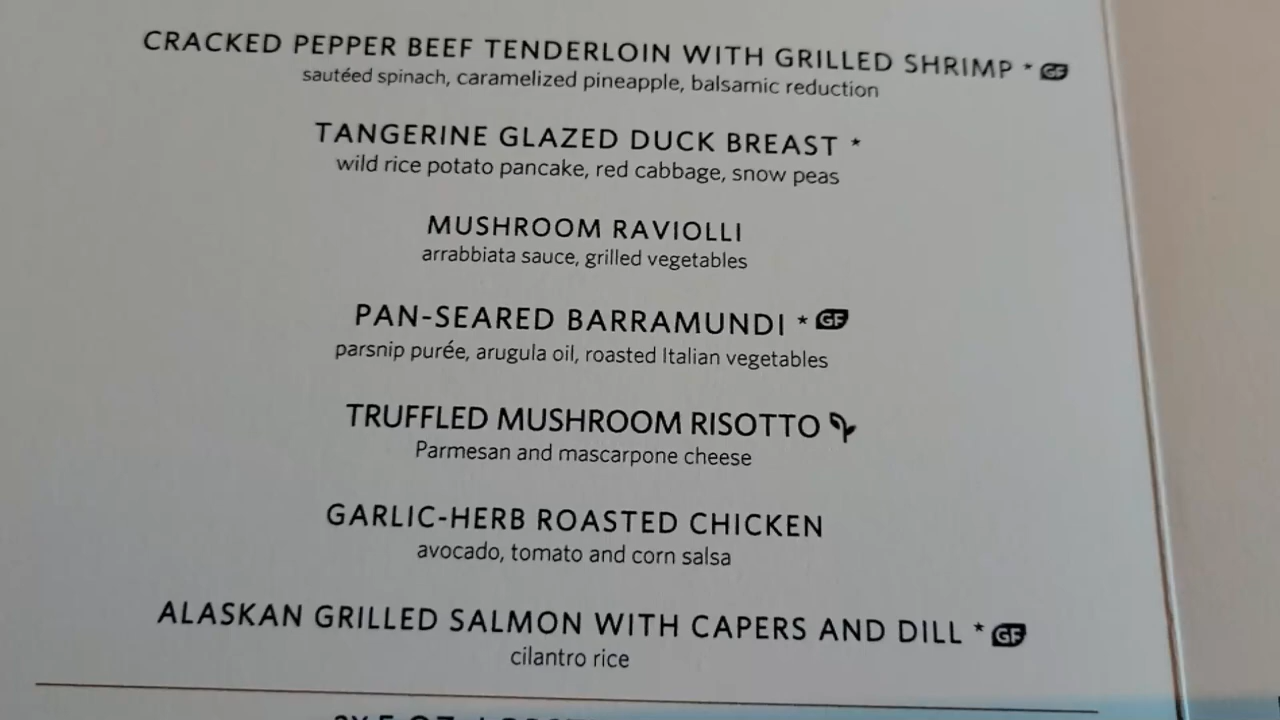 CRACKED PEPPER BEEF TENDERLOIN WITH GRILLED SHRIMP * GF
sautéed spinach, caramelized pineapple, balsamic reduction
TANGERINE GLAZED DUCK BREAST *
wild rice potato pancake, red cabbage, snow peas
MUSHROOM RAVIOLLI
arrabbiata sauce, grilled vegetables
PAN-SEARED BARRAMUNDI * GF
parsnip purée, arugula oil, roasted Italian vegetables
TRUFFLED MUSHROOM RISOTTO
Parmesan and mascarpone cheese
GARLIC-HERB ROASTED CHICKEN
avocado, tomato and corn salsa
ALASKAN GRILLED SALMON WITH CAPERS AND DILL * GF
cilantro rice